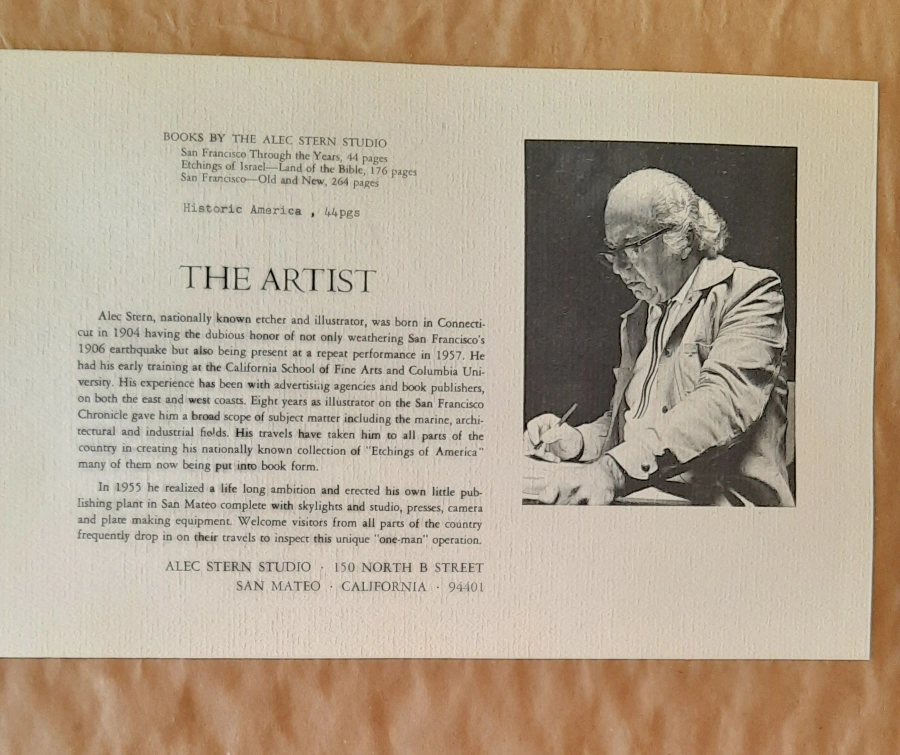 BOOKS BY THE ALEC STERN STUDIO
San Francisco Through the Years, 44 pages
Etchings of Israel—Land of the Bible, 176 pages
San Francisco—Old and New, 264 pages
Historic America , 44pgs
THE ARTIST
Alec Stern, nationally known etcher and illustrator, was born in Connecti-
cut in 1904 having the dubious honor of not only weathering San Francisco's
1906 earthquake but also being present at a repeat performance in 1957. He
had his early training at the California School of Fine Arts and Columbia Uni-
versity. His experience has been with advertising agencies and book publishers,
on both the east and west coasts. Eight years as illustrator on the San Francisco
Chronicle gave him a broad scope of subject matter including the marine, archi-
tectural and industrial fields. His travels have taken him to all parts of the
country in creating his nationally known collection of "Etchings of America"
many of them now being put into book form.
In 1955 he realized a life long ambition and erected his own little pub-
lishing plant in San Mateo complete with skylights and studio, presses, camera
and plate making equipment. Welcome visitors from all parts of the country
frequently drop in on their travels to inspect this unique "one-man" operation.
ALEC STERN STUDIO · 150 NORTH B STREET
SAN MATEO · CALIFORNIA · 94401